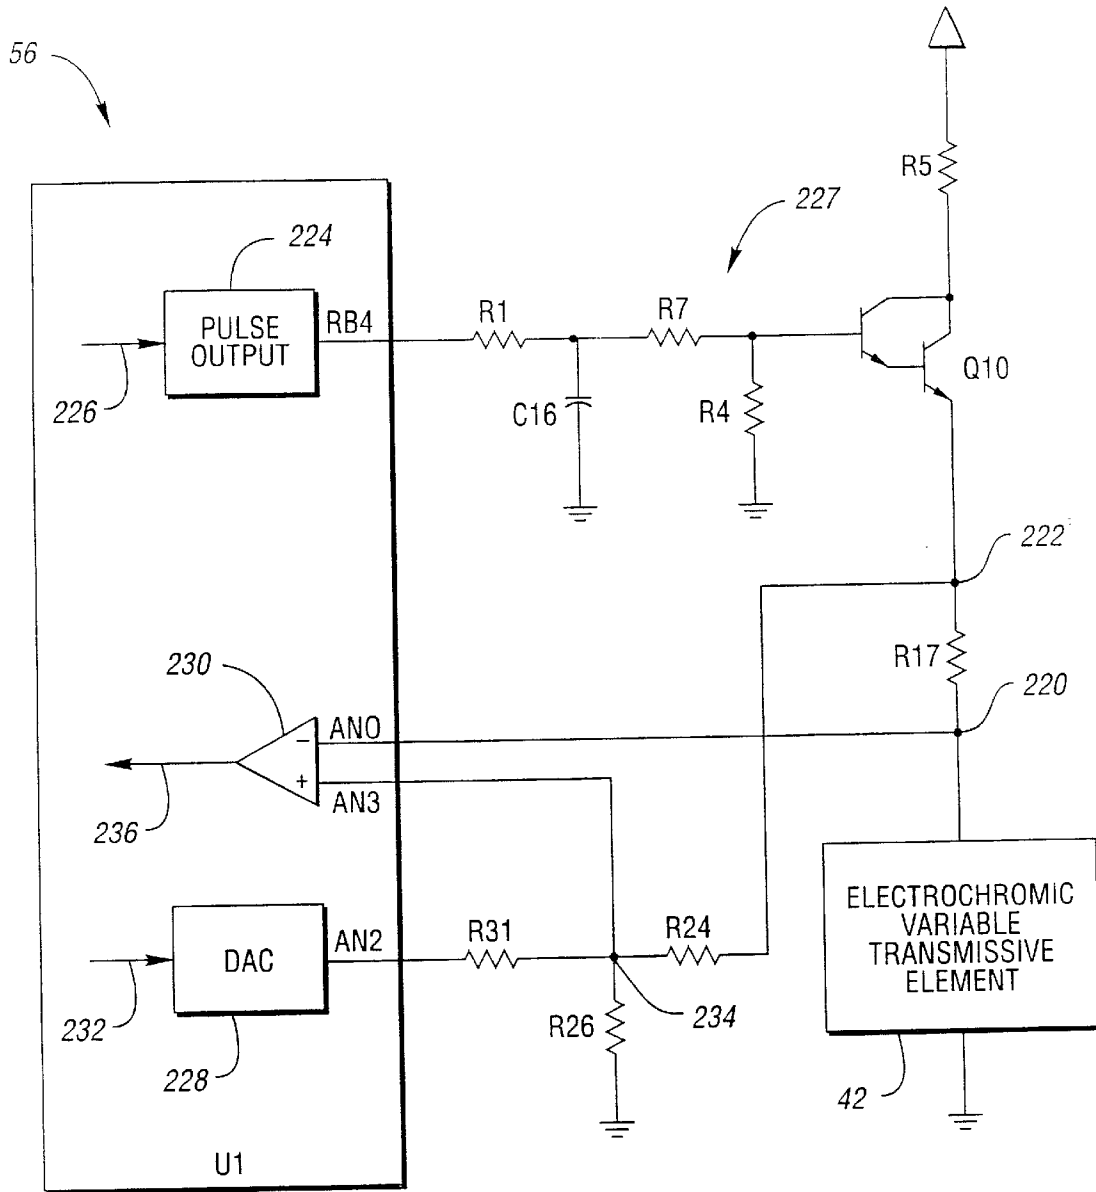 56
R5
227
224
PULSE
OUTPUT
RB4
R1
R7
226
C16
R4
Q10
222
230
R17
220
AN0
−
+
AN3
236
ELECTROCHROMIC
VARIABLE
TRANSMISSIVE
ELEMENT
R31
R24
AN2
DAC
232
R26
234
228
42
U1